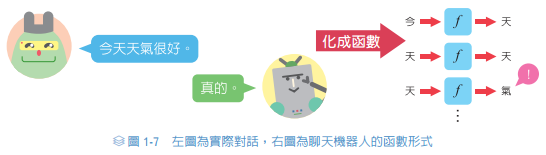 今天天氣很好。
真的。
化成函數
今 f 天
天 f 天
天 f 氣
!
⋮
圖 1-7 左圖為實際對話，右圖為聊天機器人的函數形式